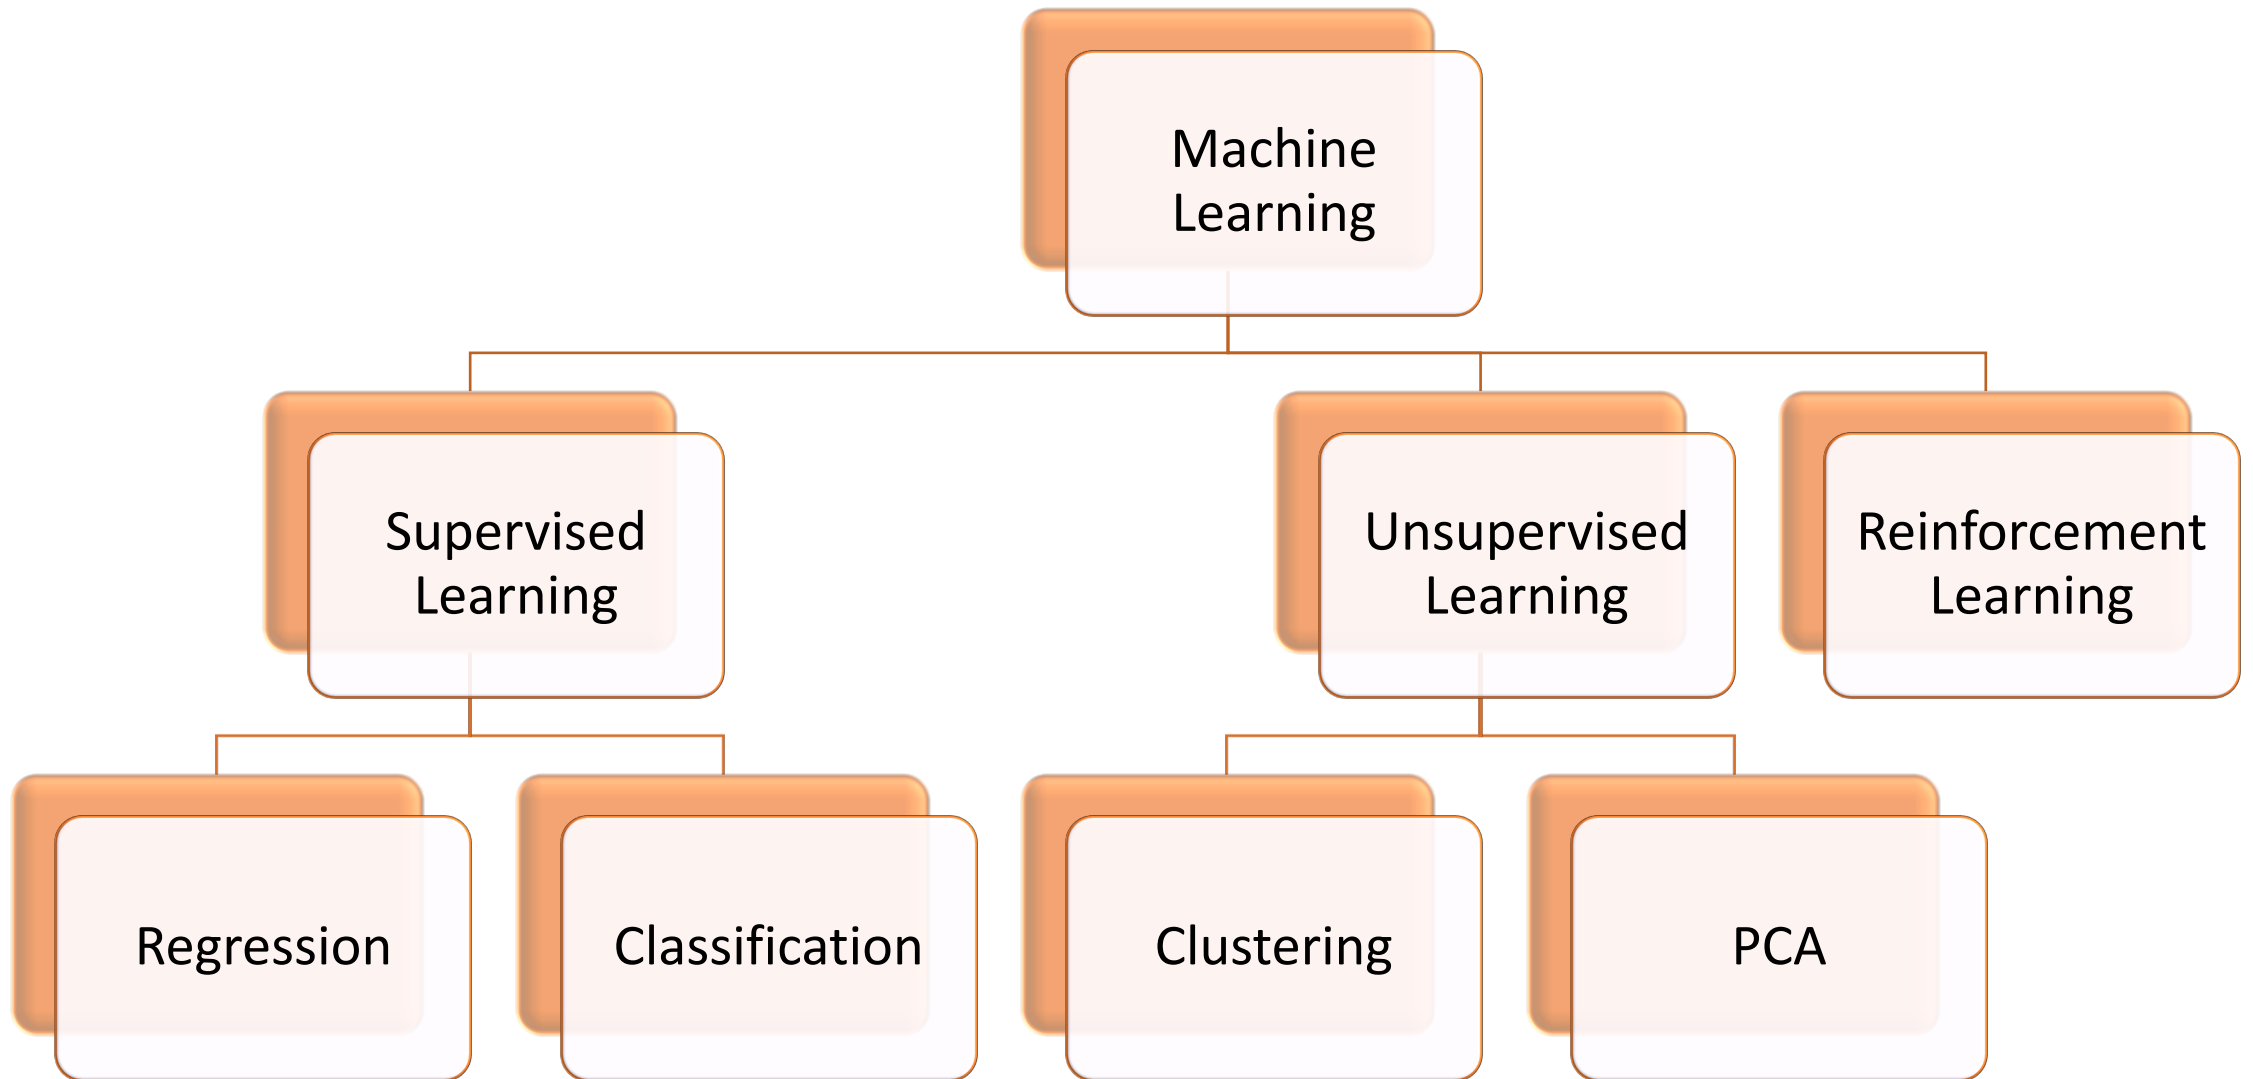 Machine
Learning
Supervised
Learning
Unsupervised
Learning
Reinforcement
Learning
Regression
Classification
Clustering
PCA